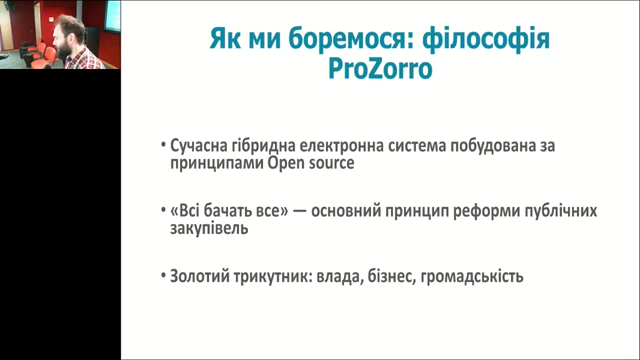 Як ми боремося: філософія
ProZorro
• Сучасна гібридна електронна система побудована за
принципами Open source
• «Всі бачать все» — основний принцип реформи публічних
закупівель
• Золотий трикутник: влада, бізнес, громадськість